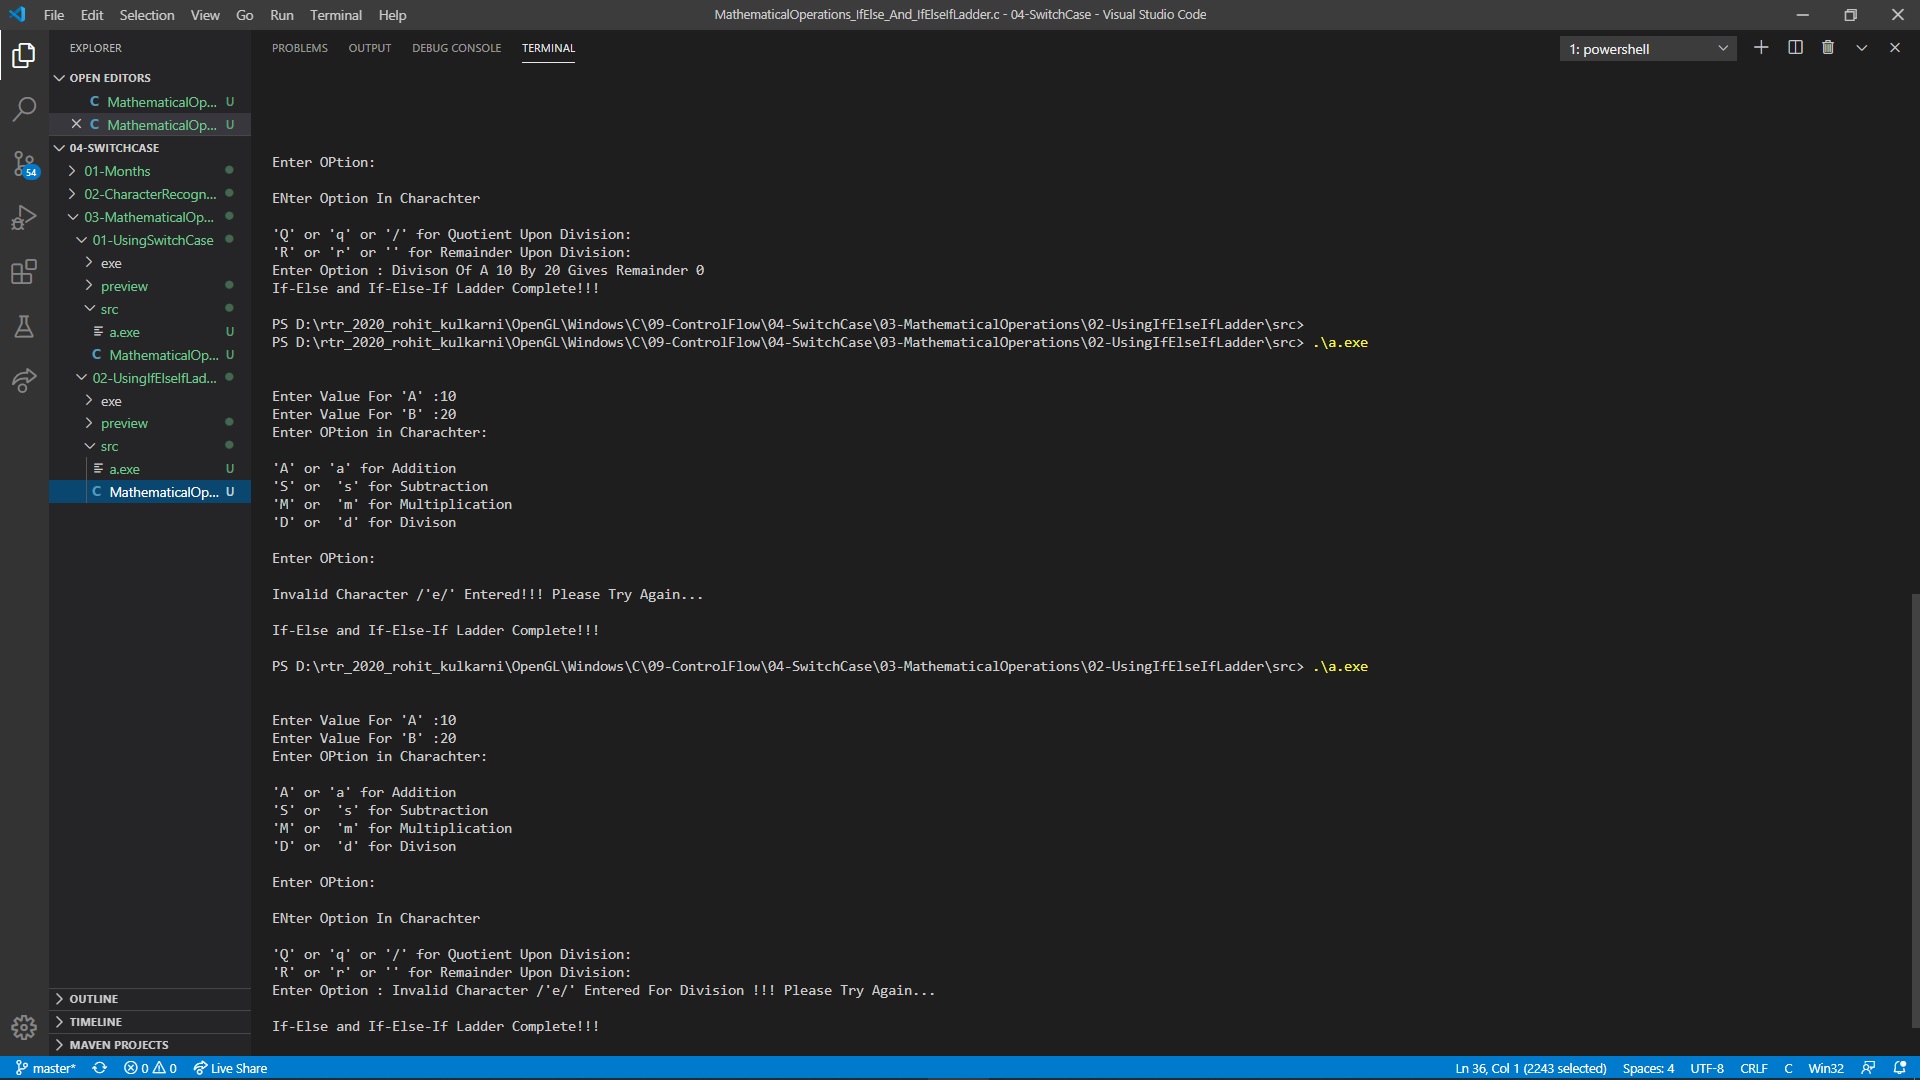 File Edit Selection View Go Run Terminal Help
MathematicalOperations_IfElse_And_IfElseIfLadder.c - 04-SwitchCase - Visual Studio Code
EXPLORER
OPEN EDITORS
C MathematicalOp... U
C MathematicalOp... U
04-SWITCHCASE
01-Months
02-CharacterRecogn...
03-MathematicalOp...
01-UsingSwitchCase
exe
preview
src
a.exe U
C MathematicalOp... U
02-UsingIfElseIfLad...
exe
preview
src
a.exe U
C MathematicalOp... U
OUTLINE
TIMELINE
MAVEN PROJECTS
54
PROBLEMS OUTPUT DEBUG CONSOLE TERMINAL
1: powershell
Enter OPtion:
ENter Option In Charachter
'Q' or 'q' or '/' for Quotient Upon Division:
'R' or 'r' or '' for Remainder Upon Division:
Enter Option : Divison Of A 10 By 20 Gives Remainder 0
If-Else and If-Else-If Ladder Complete!!!
PS D:\rtr_2020_rohit_kulkarni\OpenGL\Windows\C\09-ControlFlow\04-SwitchCase\03-MathematicalOperations\02-UsingIfElseIfLadder\src>
PS D:\rtr_2020_rohit_kulkarni\OpenGL\Windows\C\09-ControlFlow\04-SwitchCase\03-MathematicalOperations\02-UsingIfElseIfLadder\src> .\a.exe
Enter Value For 'A' :10
Enter Value For 'B' :20
Enter OPtion in Charachter:
'A' or 'a' for Addition
'S' or  's' for Subtraction
'M' or  'm' for Multiplication
'D' or  'd' for Divison
Enter OPtion:
Invalid Character /'e/' Entered!!! Please Try Again...
If-Else and If-Else-If Ladder Complete!!!
PS D:\rtr_2020_rohit_kulkarni\OpenGL\Windows\C\09-ControlFlow\04-SwitchCase\03-MathematicalOperations\02-UsingIfElseIfLadder\src> .\a.exe
Enter Value For 'A' :10
Enter Value For 'B' :20
Enter OPtion in Charachter:
'A' or 'a' for Addition
'S' or  's' for Subtraction
'M' or  'm' for Multiplication
'D' or  'd' for Divison
Enter OPtion:
ENter Option In Charachter
'Q' or 'q' or '/' for Quotient Upon Division:
'R' or 'r' or '' for Remainder Upon Division:
Enter Option : Invalid Character /'e/' Entered For Division !!! Please Try Again...
If-Else and If-Else-If Ladder Complete!!!
master* 0 0 Live Share Ln 36, Col 1 (2243 selected) Spaces: 4 UTF-8 CRLF C Win32